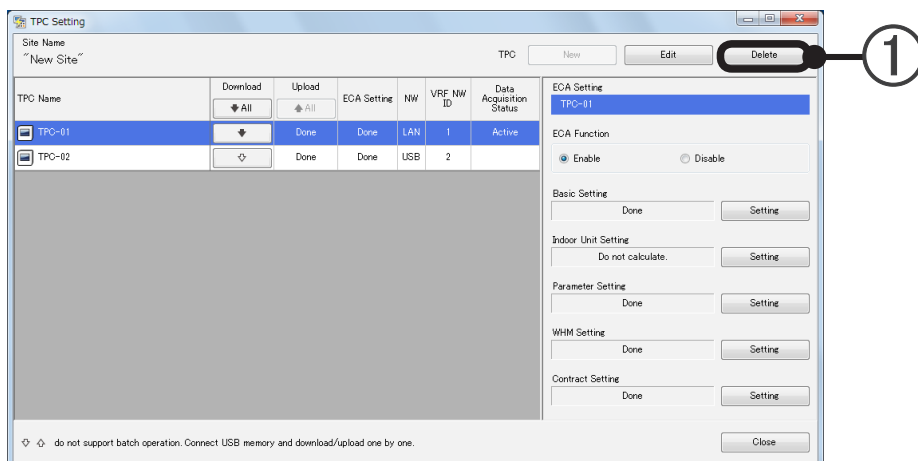 TPC Setting
Site Name
"New Site"
TPC New Edit Delete
①
TPC Name Download Upload ECA Setting NW VRF NW ID Data Acquisition Status
All All
TPC-01 Done Done LAN 1 Active
TPC-02 Done Done USB 2
ECA Setting
TPC-01
ECA Function
Enable Disable
Basic Setting
Done Setting
Indoor Unit Setting
Do not calculate. Setting
Parameter Setting
Done Setting
WHM Setting
Done Setting
Contract Setting
Done Setting
do not support batch operation. Connect USB memory and download/upload one by one.
Close